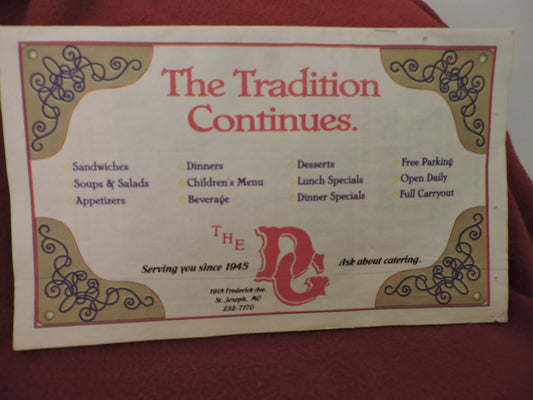 The Tradition
Continues.
Sandwiches
Soups & Salads
Appetizers
Dinners
Children's Menu
Beverage
Desserts
Lunch Specials
Dinner Specials
Free Parking
Open Daily
Full Carryout
THE
DG
Serving you since 1945
Ask about catering.
1915 Frederick Ave.
St. Joseph, MO
232-7170